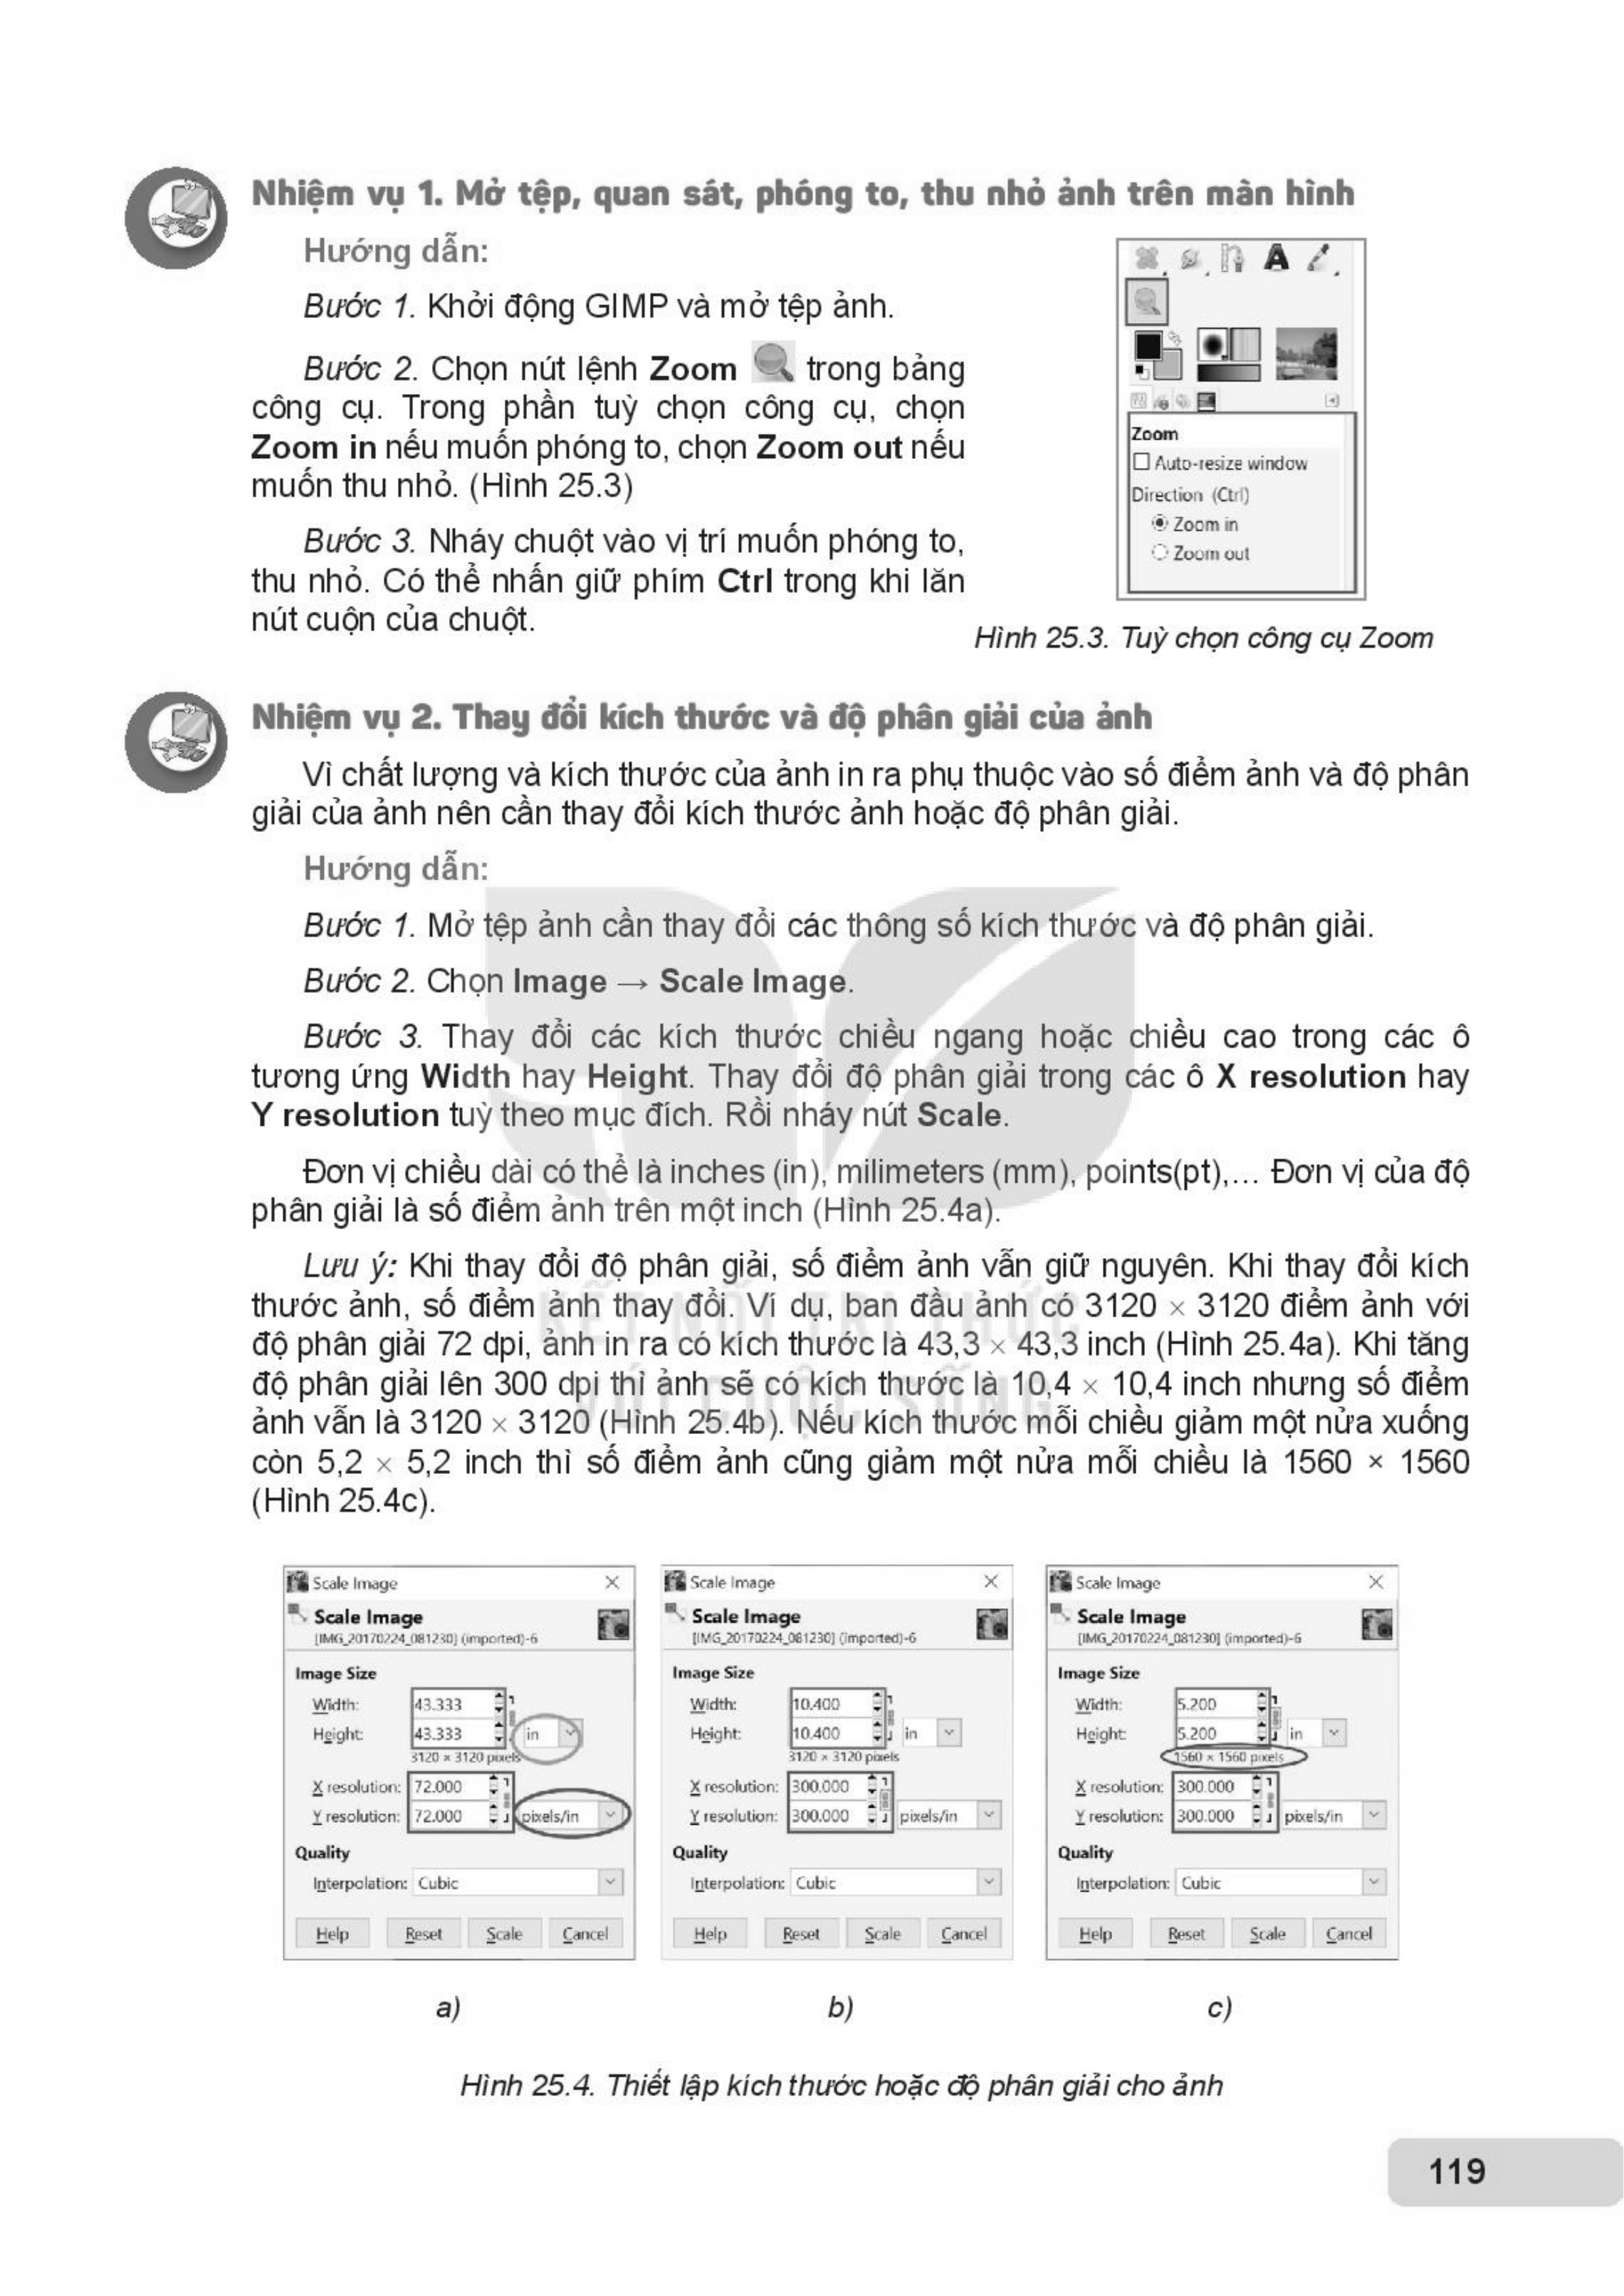 Nhiệm vụ 1. Mở tệp, quan sát, phóng to, thu nhỏ ảnh trên màn hình
Hướng dẫn:
Bước 1. Khởi động GIMP và mở tệp ảnh.
Bước 2. Chọn nút lệnh Zoom trong bảng
công cụ. Trong phần tuỳ chọn công cụ, chọn
Zoom in nếu muốn phóng to, chọn Zoom out nếu
muốn thu nhỏ. (Hình 25.3)
Bước 3. Nháy chuột vào vị trí muốn phóng to,
thu nhỏ. Có thể nhấn giữ phím Ctrl trong khi lăn
nút cuộn của chuột.
Zoom
Auto-resize window
Direction (Ctrl)
Zoom in
Zoom out
Hình 25.3. Tuỳ chọn công cụ Zoom
Nhiệm vụ 2. Thay đổi kích thước và độ phân giải của ảnh
Vì chất lượng và kích thước của ảnh in ra phụ thuộc vào số điểm ảnh và độ phân
giải của ảnh nên cần thay đổi kích thước ảnh hoặc độ phân giải.
Hướng dẫn:
Bước 1. Mở tệp ảnh cần thay đổi các thông số kích thước và độ phân giải.
Bước 2. Chọn Image → Scale Image.
Bước 3. Thay đổi các kích thước chiều ngang hoặc chiều cao trong các ô
tương ứng Width hay Height. Thay đổi độ phân giải trong các ô X resolution hay
Y resolution tuỳ theo mục đích. Rồi nháy nút Scale.
Đơn vị chiều dài có thể là inches (in), milimeters (mm), points(pt),... Đơn vị của độ
phân giải là số điểm ảnh trên một inch (Hình 25.4a).
Lưu ý: Khi thay đổi độ phân giải, số điểm ảnh vẫn giữ nguyên. Khi thay đổi kích
thước ảnh, số điểm ảnh thay đổi. Ví dụ, ban đầu ảnh có 3120 × 3120 điểm ảnh với
độ phân giải 72 dpi, ảnh in ra có kích thước là 43,3 × 43,3 inch (Hình 25.4a). Khi tăng
độ phân giải lên 300 dpi thì ảnh sẽ có kích thước là 10,4 × 10,4 inch nhưng số điểm
ảnh vẫn là 3120 × 3120 (Hình 25.4b). Nếu kích thước mỗi chiều giảm một nửa xuống
còn 5,2 × 5,2 inch thì số điểm ảnh cũng giảm một nửa mỗi chiều là 1560 × 1560
(Hình 25.4c).
KẾT NỐI TRI THỨC
VỚI CUỘC SỐNG
Scale Image
Scale Image
[IMG_20170224_081230] (imported)-6
Image Size
Width: 43.333
Height: 43.333 in
3120 × 3120 pixels
X resolution: 72.000
Y resolution: 72.000 pixels/in
Quality
Interpolation: Cubic
Help Reset Scale Cancel
a)
Scale Image
Scale Image
[IMG_20170224_081230] (imported)-6
Image Size
Width: 10.400
Height: 10.400 in
3120 × 3120 pixels
X resolution: 300.000
Y resolution: 300.000 pixels/in
Quality
Interpolation: Cubic
Help Reset Scale Cancel
b)
Scale Image
Scale Image
[IMG_20170224_081230] (imported)-6
Image Size
Width: 5.200
Height: 5.200 in
1560 × 1560 pixels
X resolution: 300.000
Y resolution: 300.000 pixels/in
Quality
Interpolation: Cubic
Help Reset Scale Cancel
c)
Hình 25.4. Thiết lập kích thước hoặc độ phân giải cho ảnh
119